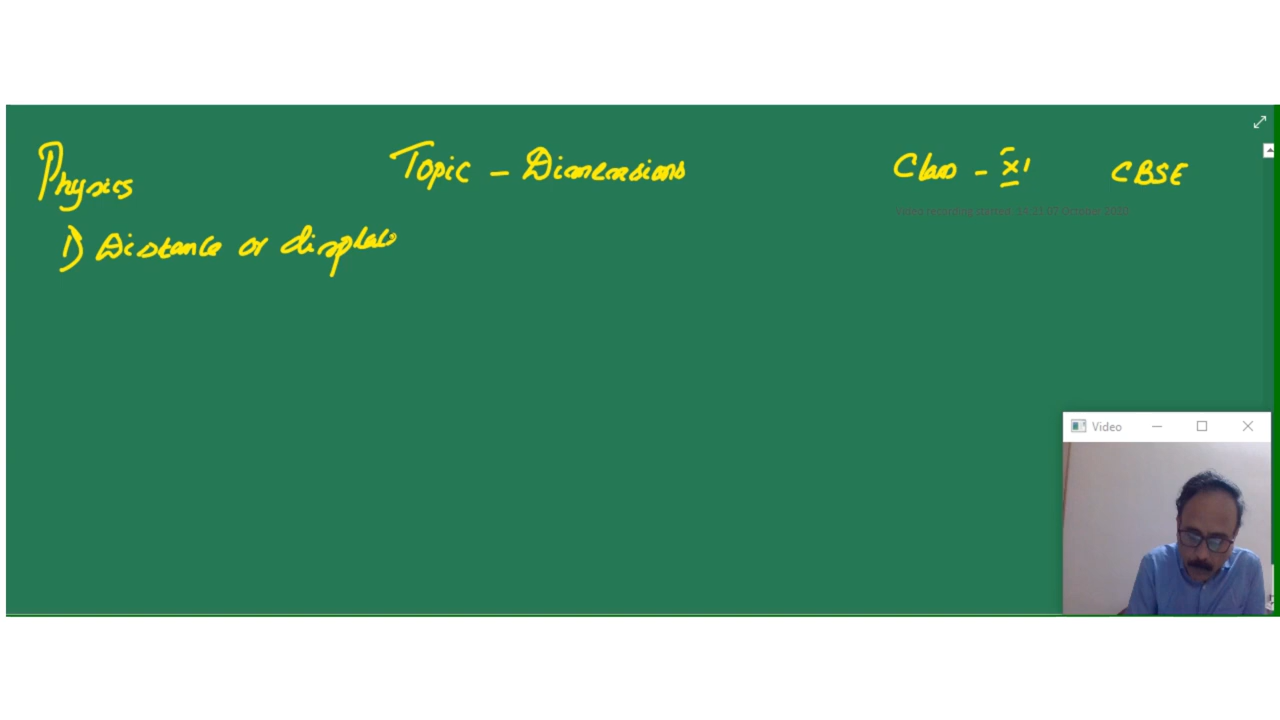 Physics Topic - Dimensions Class - XI CBSE
1) Distance or displac
Video